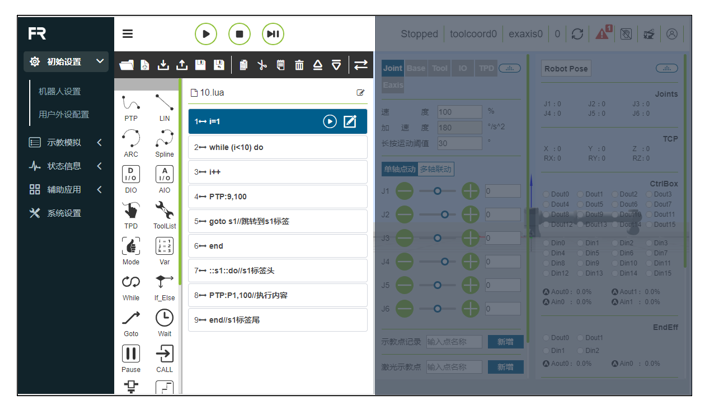 FR
Stopped toolcoord0 exaxis0 0 1
初始设置
机器人设置
用户外设配置
示教模拟
状态信息
辅助应用
系统设置
PTP LIN
ARC Spline
D I/O A I/O
DIO AIO
TPD ToolList
Mode Var
While If_Else
Goto Wait
Pause CALL
10.lua
1 i=1
2 while (i<10) do
3 i++
4 PTP:9,100
5 goto s1//跳转到s1标签
6 end
7 ::s1::do//s1标签头
8 PTP:P1,100//执行内容
9 end//s1标签尾
Joint Base Tool IO TPD
Eaxis
速 度 100 %
加 速 度 180 °/s^2
长按运动阈值 30 °
单轴点动 多轴联动
J1 0
J2 0
J3 0
J4 0
J5 0
J6 0
示教点记录 输入点名称 新增
激光示教点 输入点名称 新增
Robot Pose
Joints
J1 : 0 J2 : 0 J3 : 0
J4 : 0 J5 : 0 J6 : 0
TCP
X : 0 Y : 0 Z : 0
RX: 0 RY: 0 RZ: 0
CtrlBox
Dout0 Dout1 Dout2 Dout3
Dout4 Dout5 Dout6 Dout7
Dout11
Dout12 Dout13 Dout14 Dout15
Din0 Din1 Din2 Din3
Din4 Din5 Din6 Din7
Din8 Din9 Din10 Din11
Din12 Din13 Din14 Din15
Aout0 : 0.0% Aout1 : 0.0%
Ain0 : 0.0% Ain1 : 0.0%
EndEff
Dout0 Dout1
Din1 Din2
Aout0 : 0.0% Ain0 : 0.0%